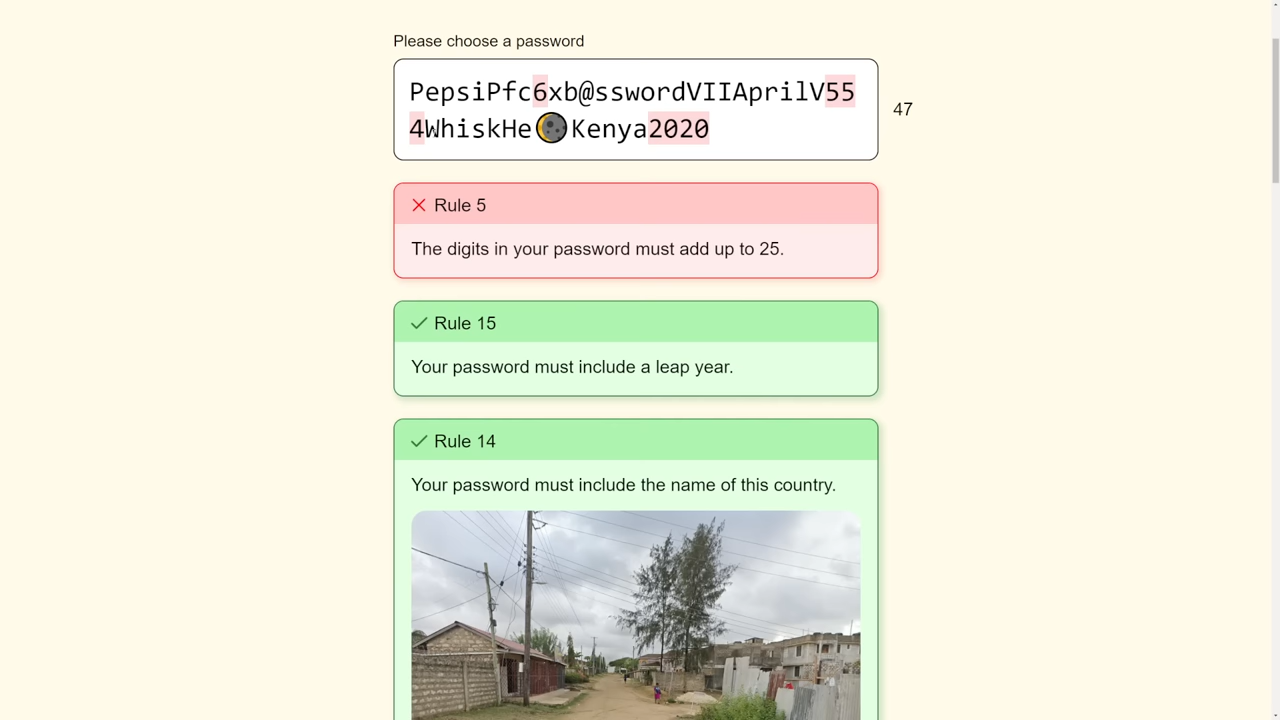 Please choose a password
PepsiPfc6xb@sswordVIIAprilV55
4WhiskHe🌘Kenya2020
47
Rule 5
The digits in your password must add up to 25.
Rule 15
Your password must include a leap year.
Rule 14
Your password must include the name of this country.